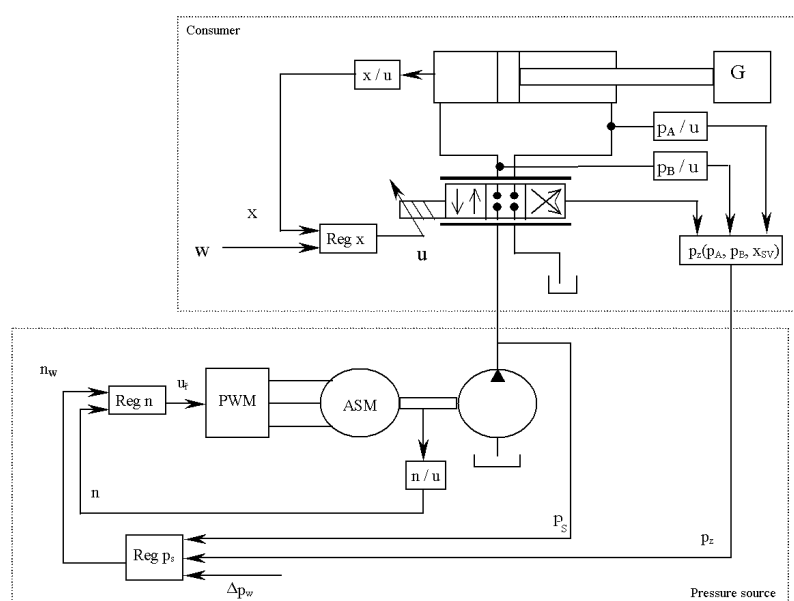 Consumer
x / u
G
p_A / u
p_B / u
x
Reg x
w
u
p_z(p_A, p_B, x_SV)
n_w
u_f
Reg n
PWM
ASM
n / u
n
p_S
p_z
Reg p_s
Δp_w
Pressure source